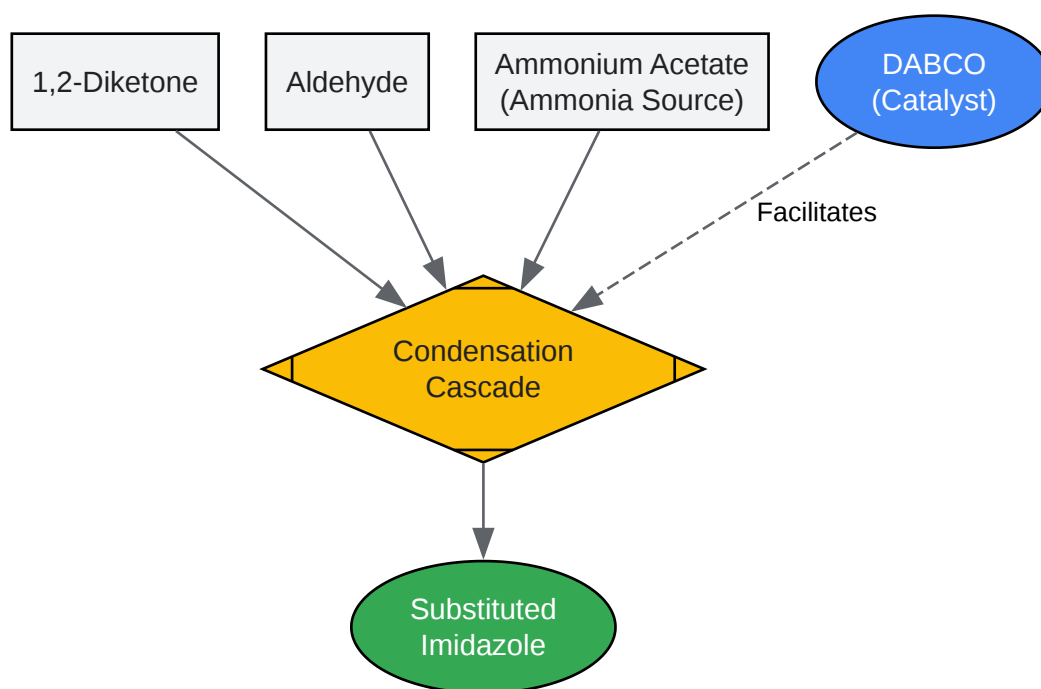 1,2-Diketone
Aldehyde
Ammonium Acetate
(Ammonia Source)
DABCO
(Catalyst)
Facilitates
Condensation
Cascade
Substituted
Imidazole